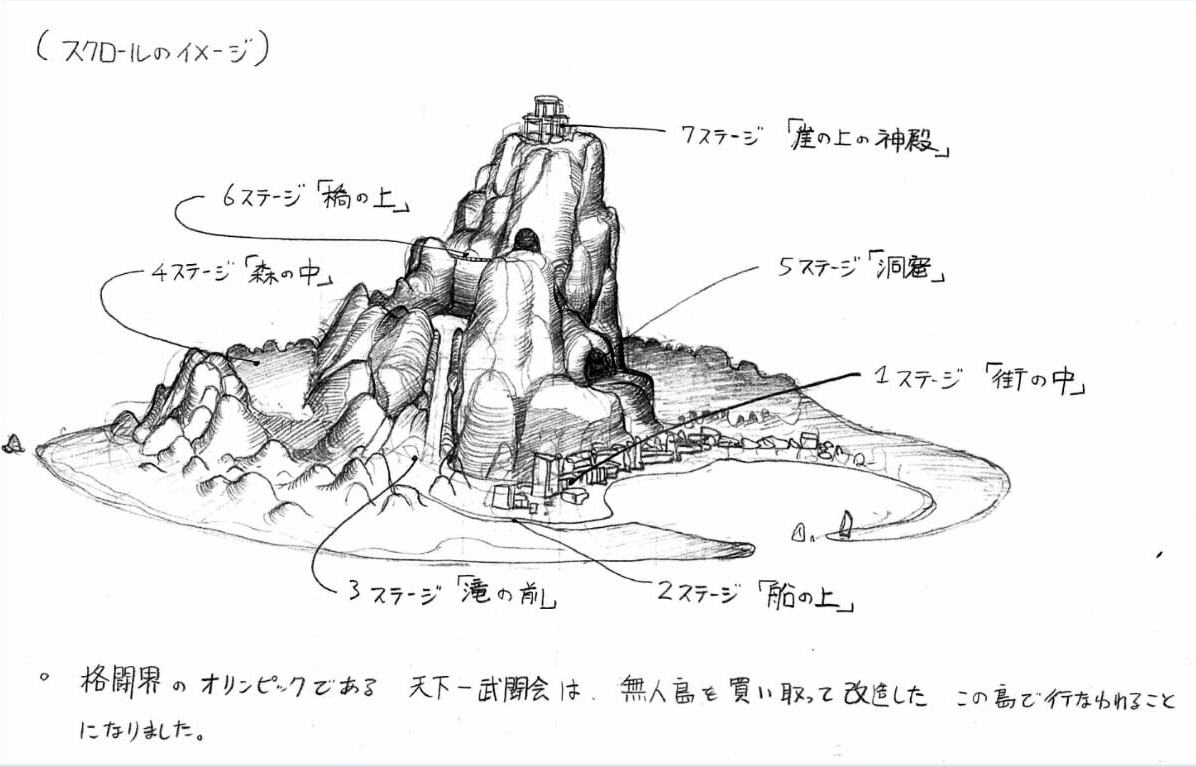 (スクロールのイメージ)
7ステージ「崖の上の神殿」
6ステージ「橋の上」
4ステージ「森の中」
5ステージ「洞窟」
1ステージ「街の中」
3ステージ「滝の前」
2ステージ「船の上」
。格闘界のオリンピックである 天下一武闘会は、無人島を買い取って改造した この島で行なわれること
になりました。